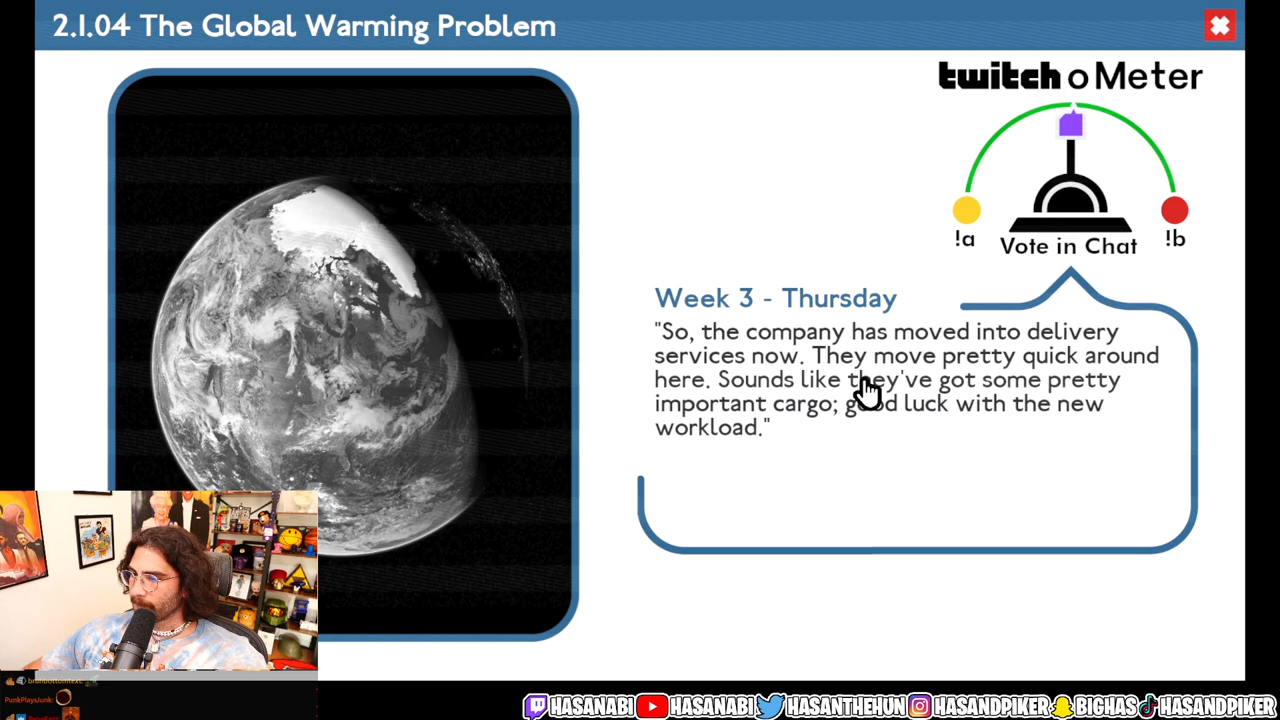 2.1.04 The Global Warming Problem
twitch o Meter
!a Vote in Chat !b
Week 3 - Thursday
"So, the company has moved into delivery
services now. They move pretty quick around
here. Sounds like they've got some pretty
important cargo; good luck with the new
workload."
PunkPlaysJunk:
HASANABI HASANABI HASANTHEHUN HASANDPIKER BIGHAS HASANDPIKER